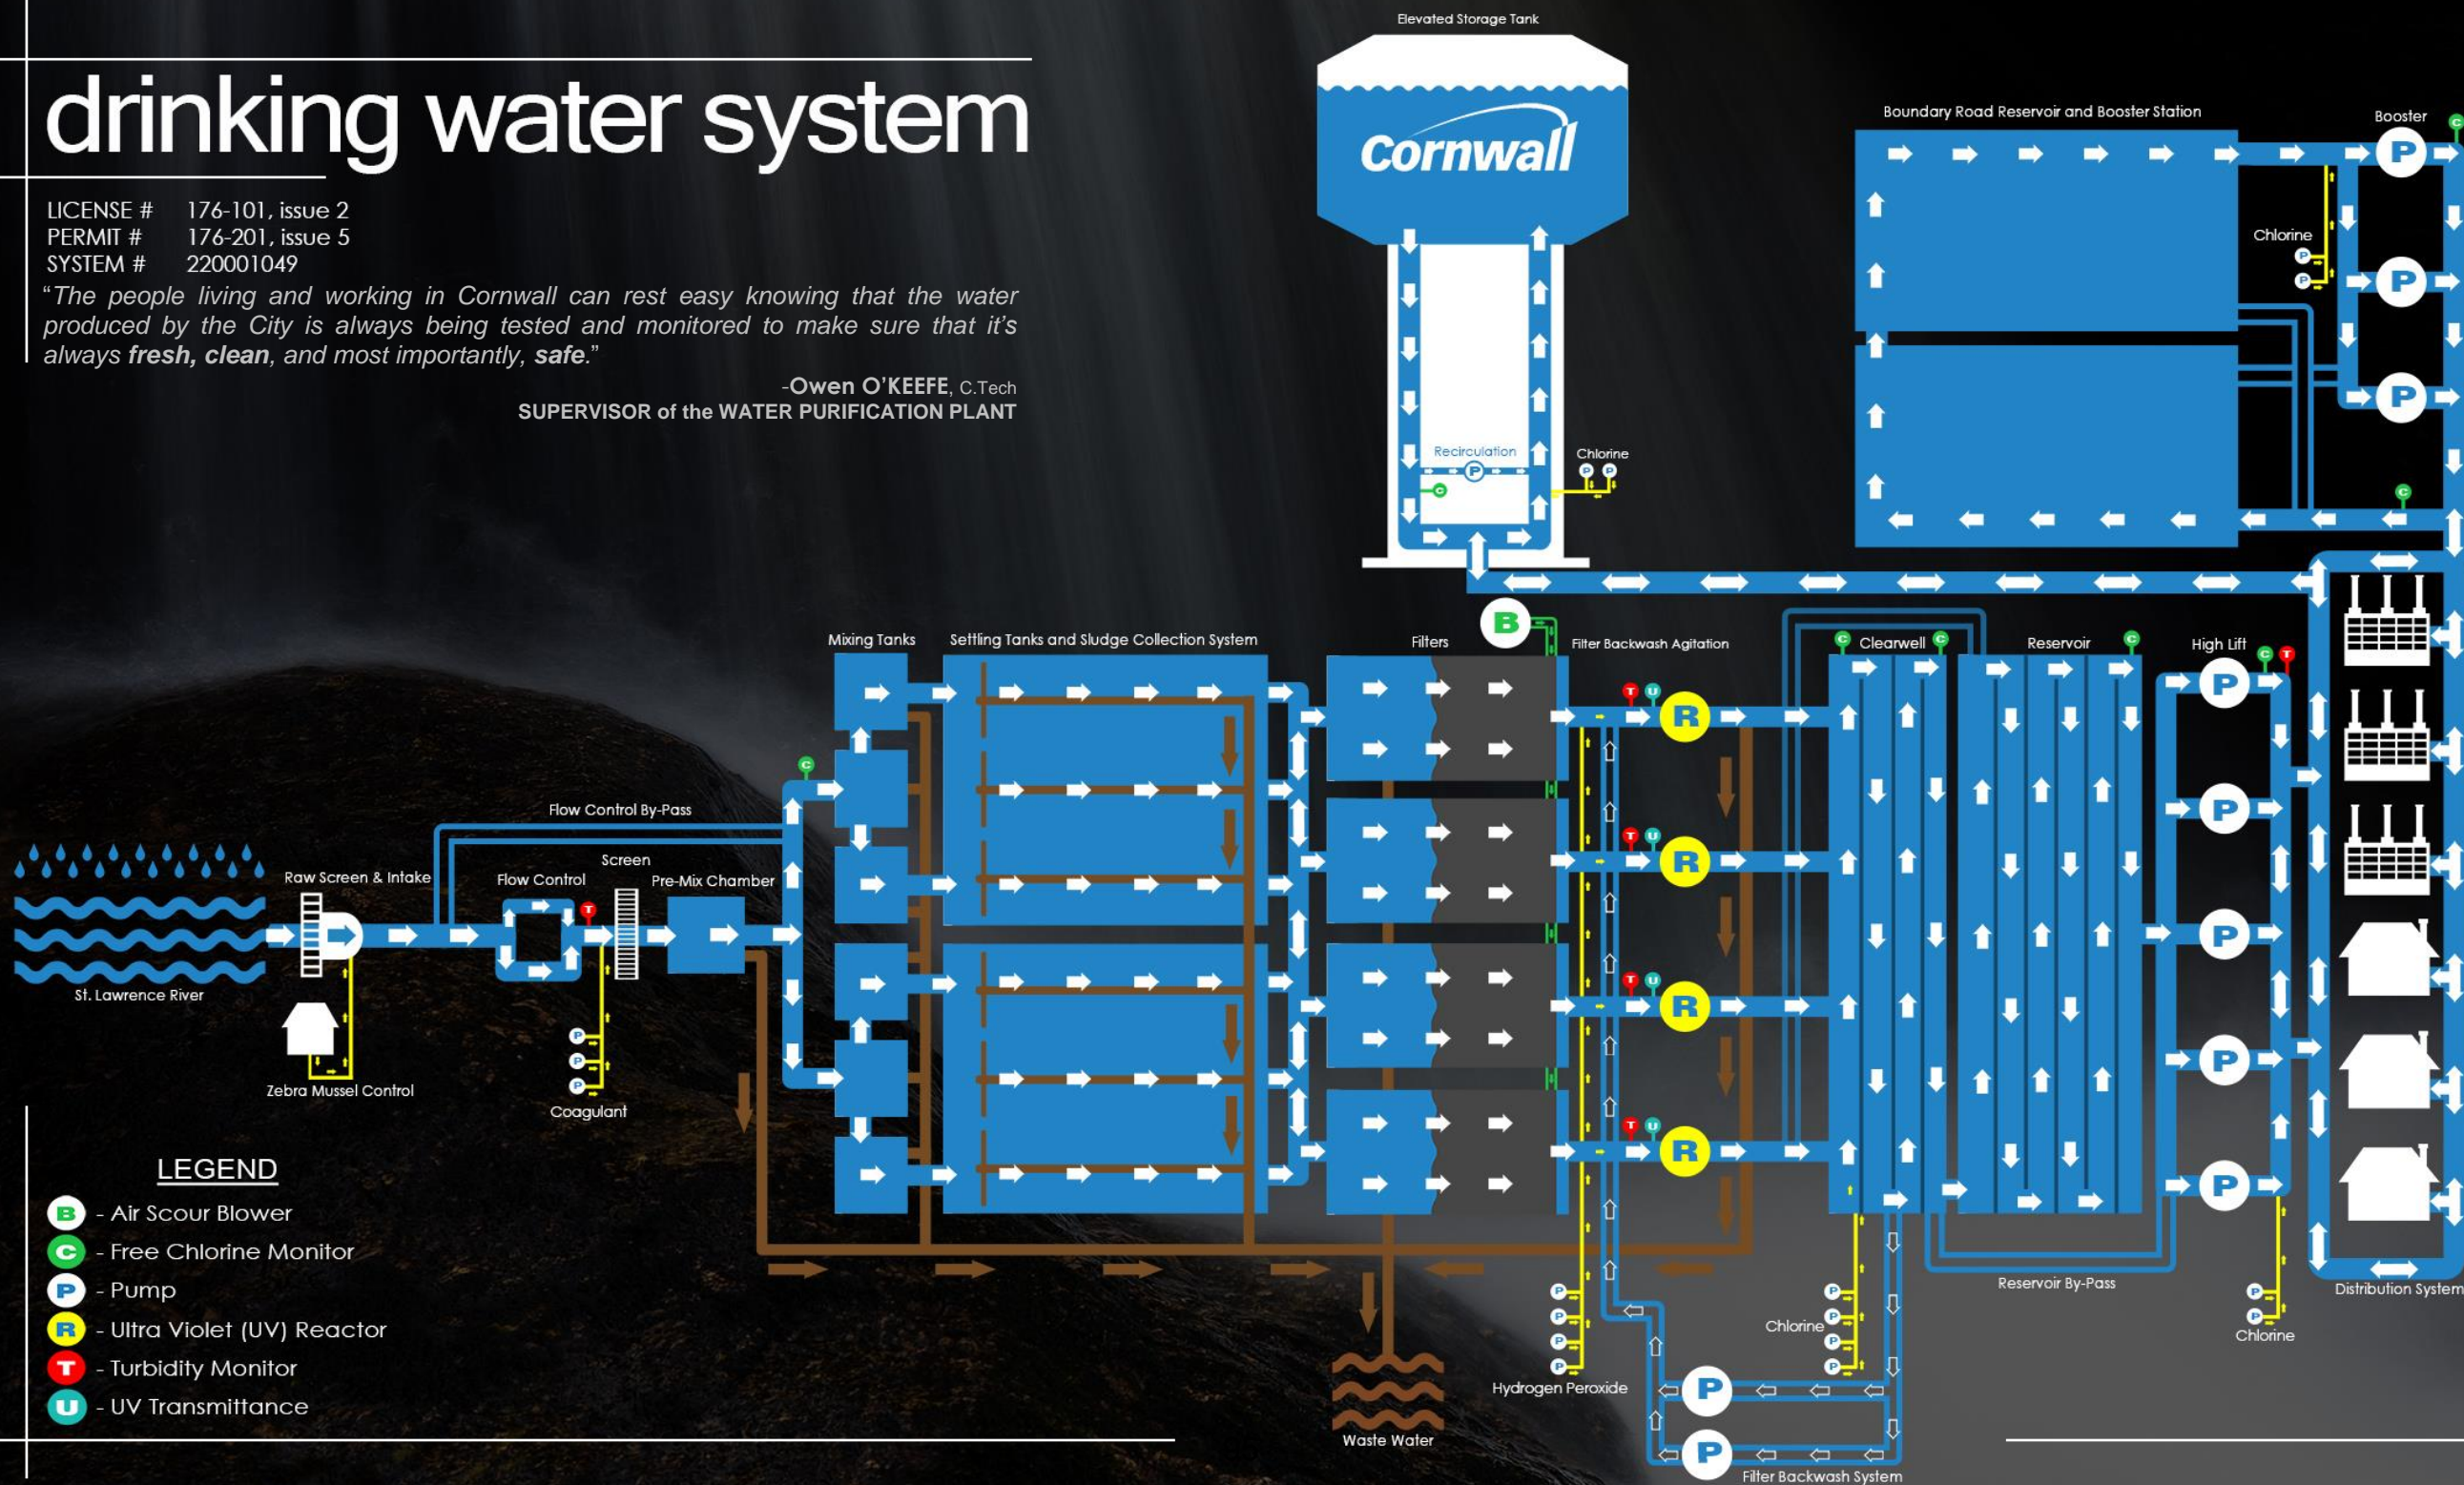 Elevated Storage Tank
drinking water system
Cornwall
Boundary Road Reservoir and Booster Station
Booster
C
P
LICENSE # 176-101, issue 2
PERMIT # 176-201, issue 5
SYSTEM # 220001049
“The people living and working in Cornwall can rest easy knowing that the water
produced by the City is always being tested and monitored to make sure that it’s
always fresh, clean, and most importantly, safe.”
-Owen O’KEEFE, C.Tech
SUPERVISOR of the WATER PURIFICATION PLANT
Chlorine
P
P
P
P
Recirculation
P
C
Chlorine
P P
C
Mixing Tanks
Settling Tanks and Sludge Collection System
Filters
B
Filter Backwash Agitation
C Clearwell C
Reservoir
C
High Lift
C T
P
T U
R
C
P
Flow Control By-Pass
T U
R
Screen
Raw Screen & Intake
Flow Control
Pre-Mix Chamber
T
P
St. Lawrence River
T U
R
Zebra Mussel Control
P
P
P
Coagulant
P
T U
R
P
LEGEND
B - Air Scour Blower
C - Free Chlorine Monitor
P - Pump
R - Ultra Violet (UV) Reactor
T - Turbidity Monitor
U - UV Transmittance
Waste Water
P
P
P
P
Hydrogen Peroxide
Chlorine
P
P
P
P
Reservoir By-Pass
P
P
Chlorine
Distribution System
P
P
Filter Backwash System